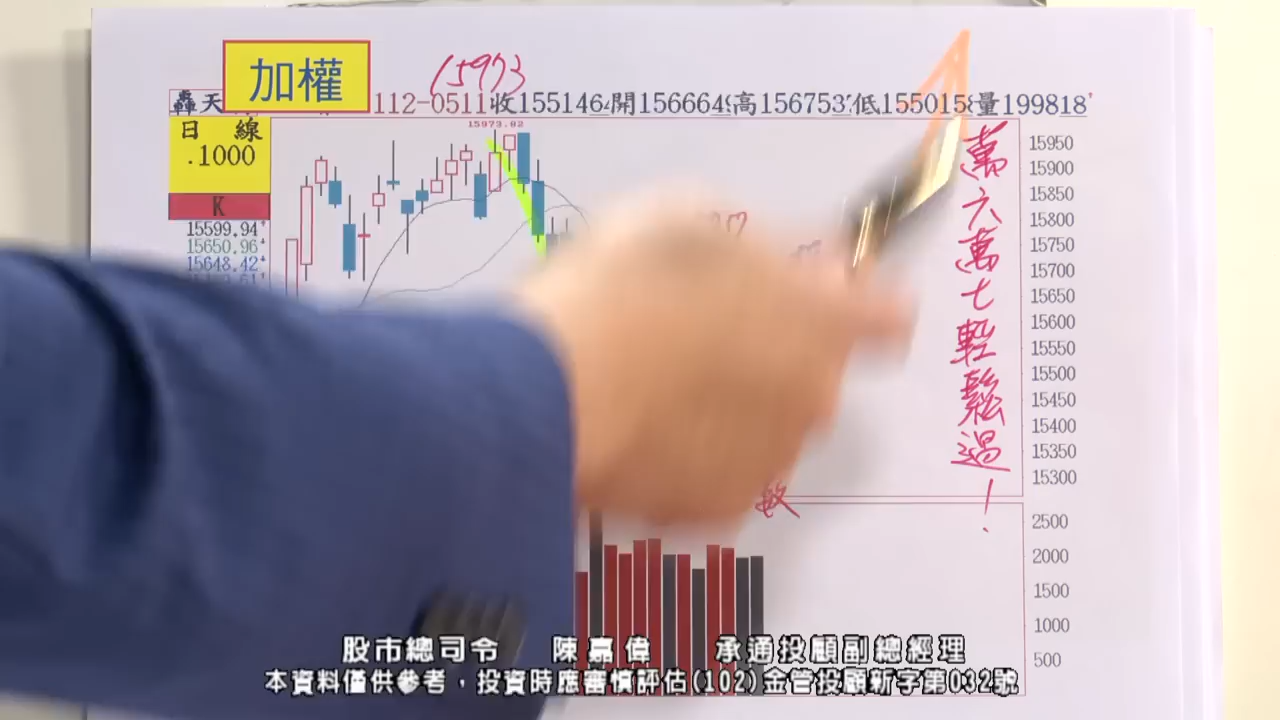 加權
15973
轟天
112-0511收155146開156664高156753低155015量199818
日 線
.1000
K
15599.94
15650.96
15648.42
15973.82
萬六萬七輕鬆過！
敏
15950
15900
15850
15800
15750
15700
15650
15600
15550
15500
15450
15400
15350
15300
2500
2000
1500
1000
500
股市總司令 陳嘉偉 承通投顧副總經理
本資料僅供參考，投資時應審慎評估(102)金管投顧新字第032號